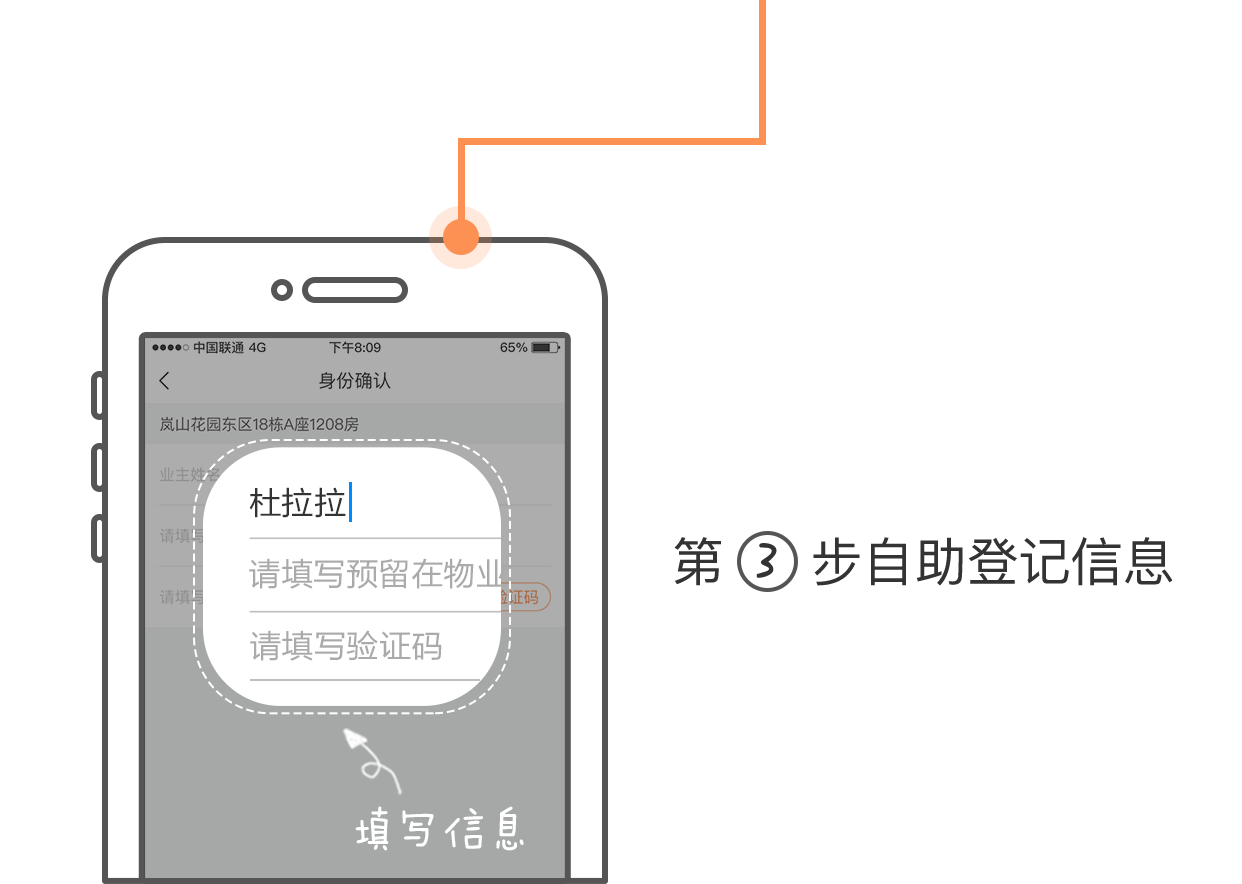 中国联通 4G 下午8:09 65%
身份确认
岚山花园东区18栋A座1208房
业主姓名
杜拉拉
请填写
请填写预留在物业
请填写
验证码
请填写验证码
填写信息
第 3 步自助登记信息